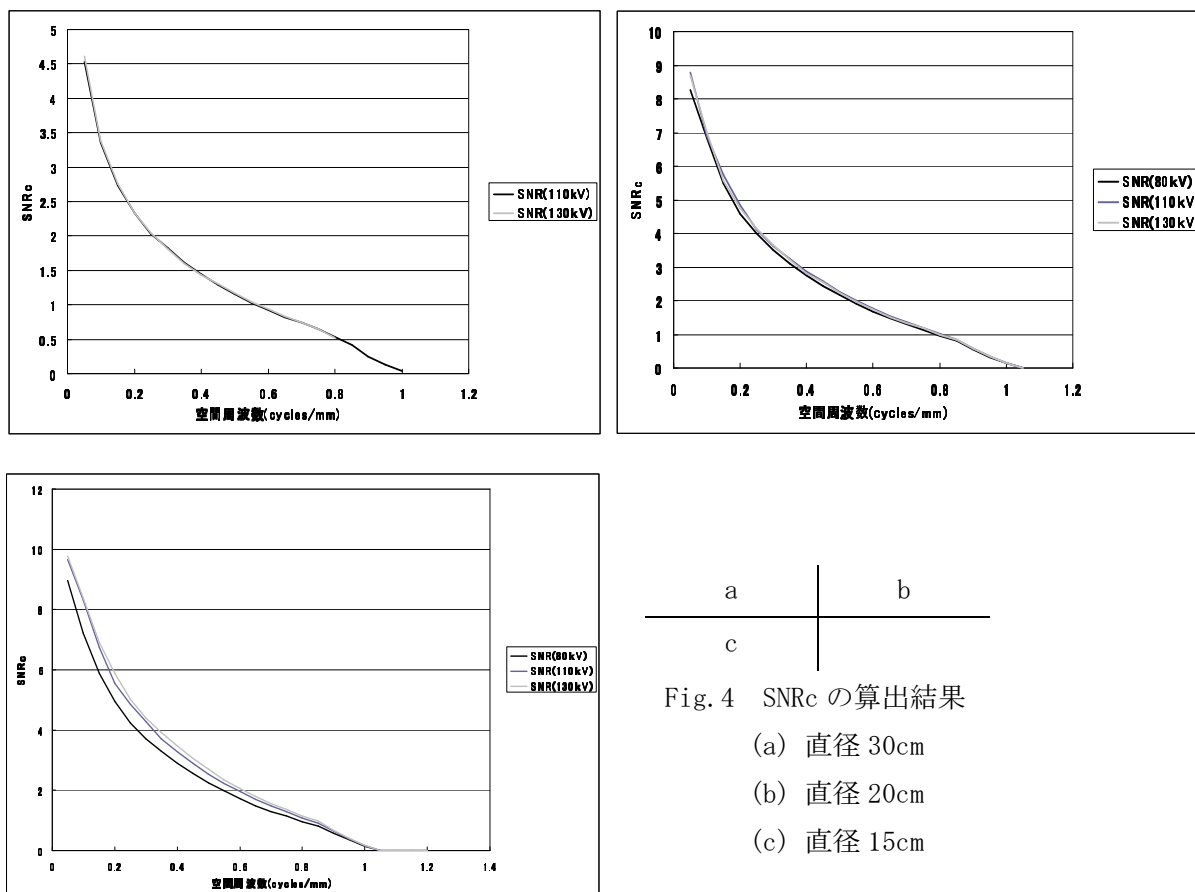 5
4.5
4
3.5
3
2.5
2
1.5
1
0.5
0
SNRc
0 0.2 0.4 0.6 0.8 1 1.2
空間周波数(cycles/mm)
SNR(110kV)
SNR(130kV)
10
9
8
7
6
5
4
3
2
1
0
SNRc
0 0.2 0.4 0.6 0.8 1 1.2
空間周波数(cycles/mm)
SNR(80kV)
SNR(110kV
SNR(130kV
12
10
8
6
4
2
0
SNRc
0 0.2 0.4 0.6 0.8 1 1.2 1.4
空間周波数(cycles/mm)
SNR(80kV)
SNR(110kV)
SNR(130kV)
a b
c
Fig.4 SNRc の算出結果
(a) 直径 30cm
(b) 直径 20cm
(c) 直径 15cm